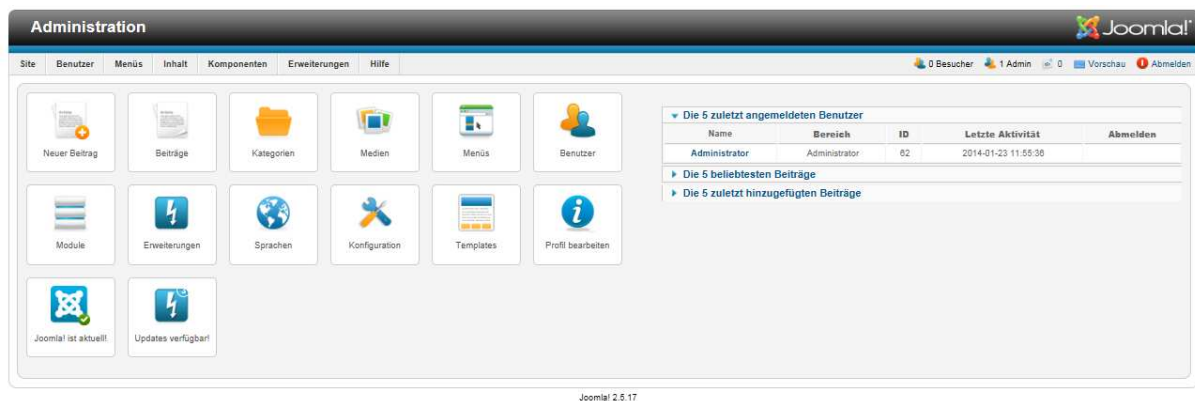 Administration
Joomla!
Site Benutzer Menüs Inhalt Komponenten Erweiterungen Hilfe
0 Besucher 1 Admin 0 Vorschau Abmelden
Neuer Beitrag Beiträge Kategorien Medien Menüs Benutzer
Module Erweiterungen Sprachen Konfiguration Templates Profil bearbeiten
Joomla! ist aktuell! Updates verfügbar!
Die 5 zuletzt angemeldeten Benutzer
Name Bereich ID Letzte Aktivität Abmelden
Administrator Administrator 62 2014-01-23 11:55:36
Die 5 beliebtesten Beiträge
Die 5 zuletzt hinzugefügten Beiträge
Joomla! 2.5.17